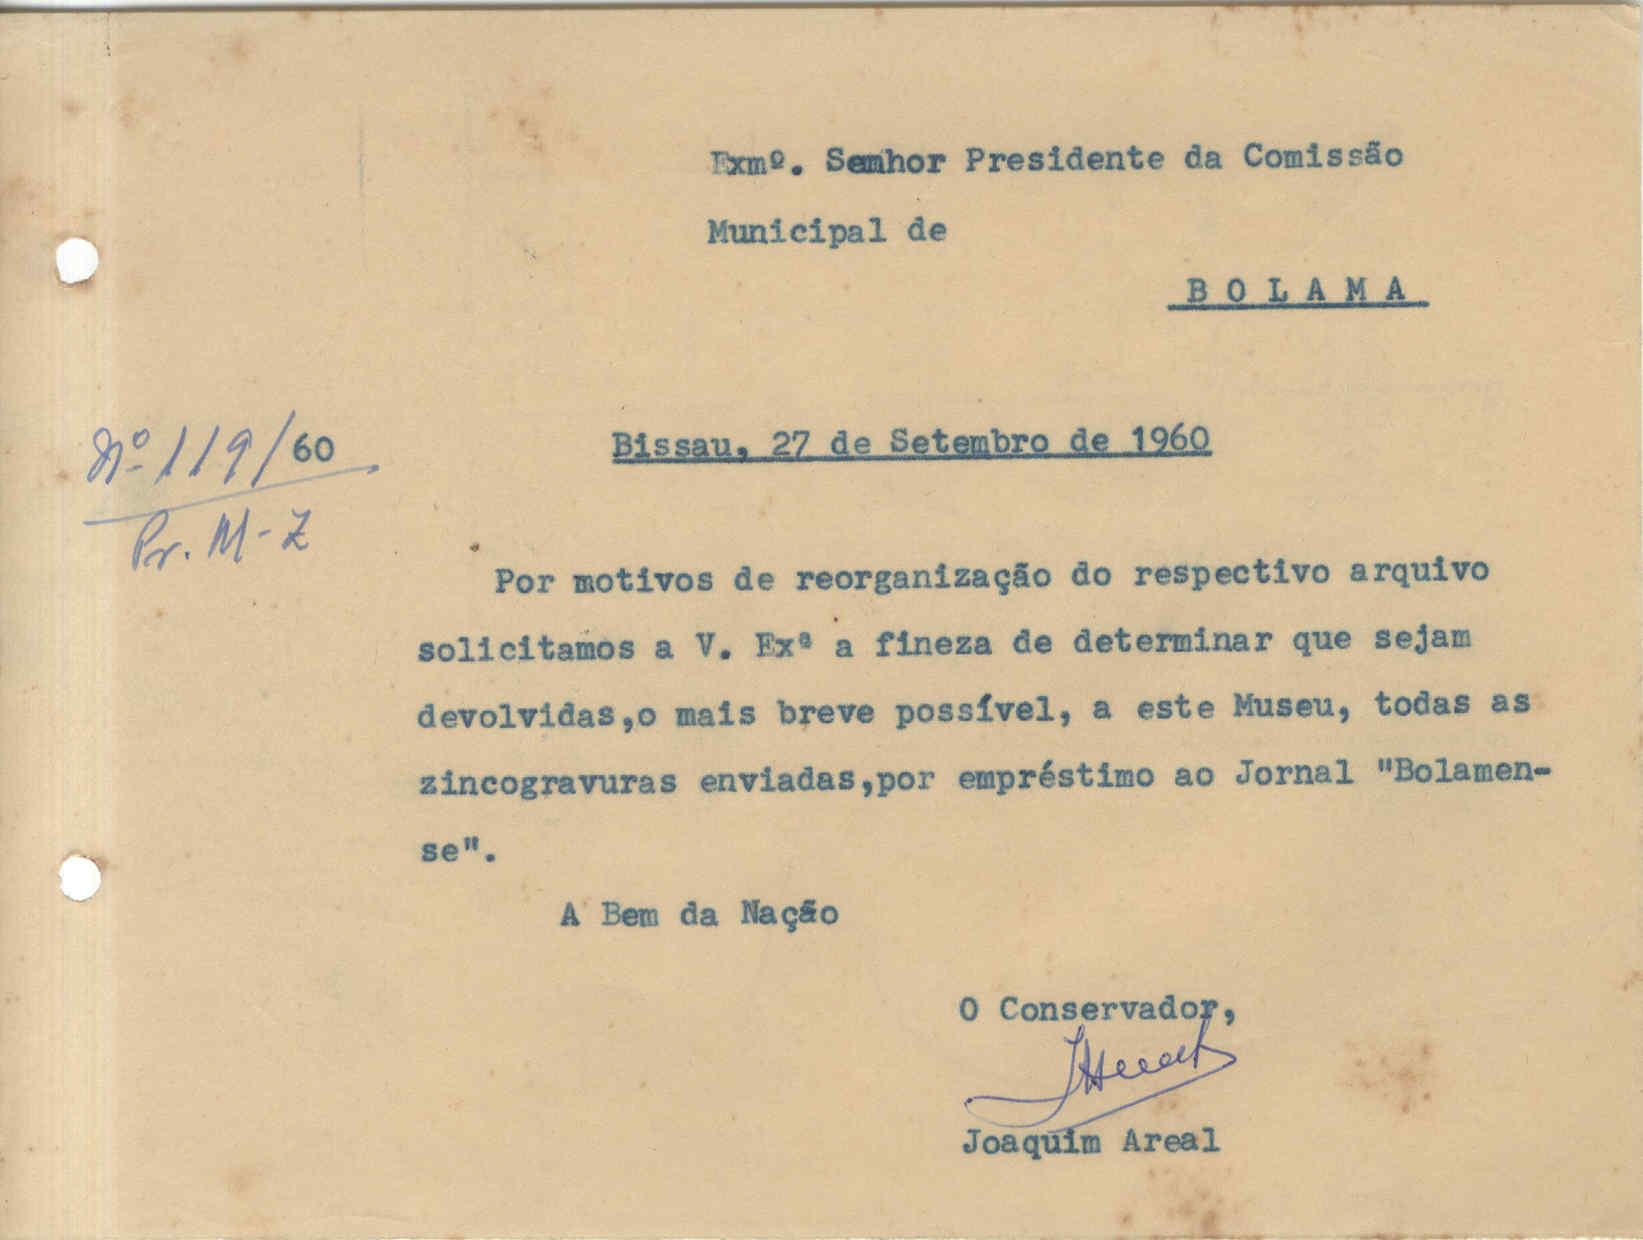 Exmº. Senhor Presidente da Comissão
Municipal de
B O L A M A
Nº 119/60
Pr. M-Z
Bissau, 27 de Setembro de 1960
Por motivos de reorganização do respectivo arquivo
solicitamos a V. Exª a fineza de determinar que sejam
devolvidas,o mais breve possível, a este Museu, todas as
zincogravuras enviadas,por empréstimo ao Jornal "Bolamen-
se".
A Bem da Nação
O Conservador,
Joaquim Areal